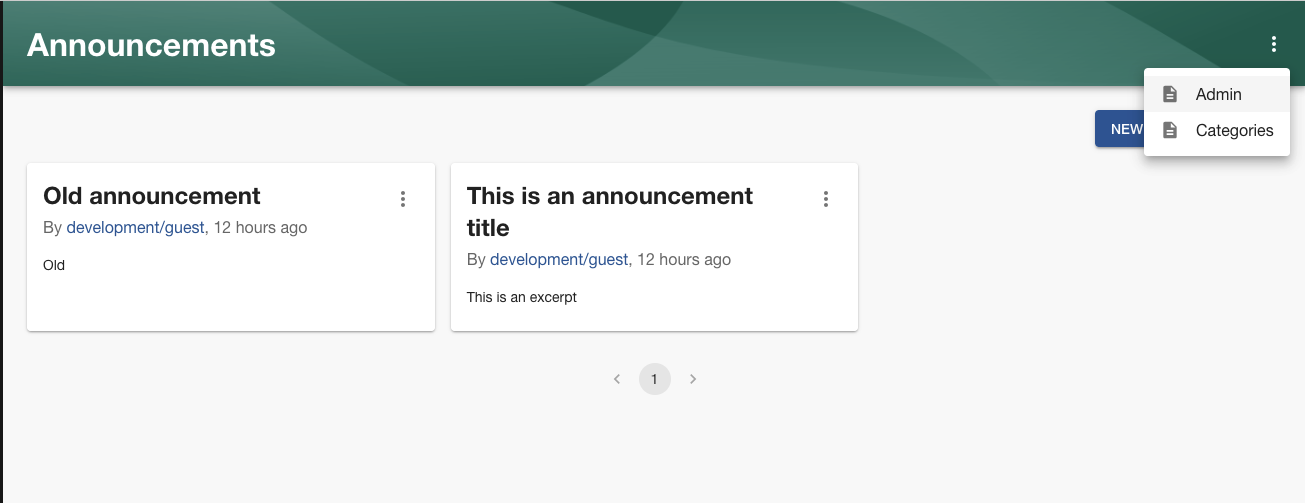 Announcements
Admin
Categories
NEW
Old announcement
By development/guest, 12 hours ago
Old
This is an announcement
title
By development/guest, 12 hours ago
This is an excerpt
1